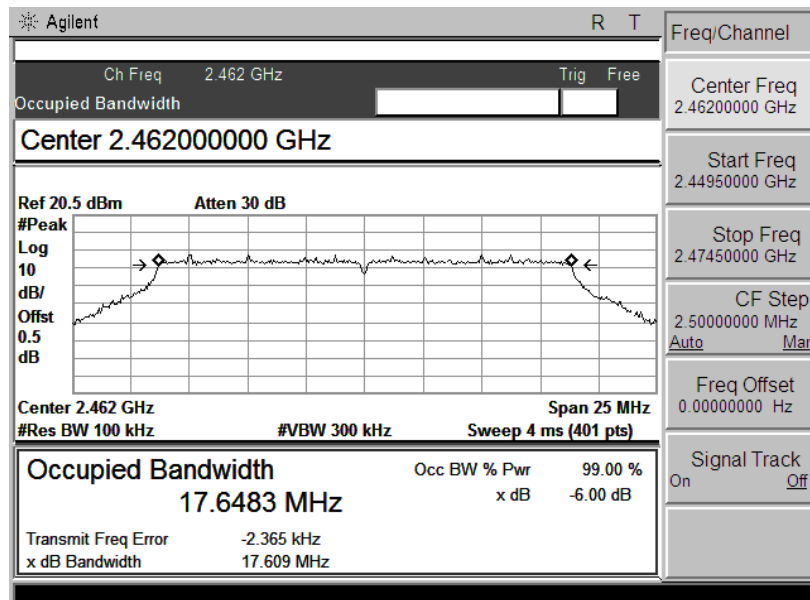 Agilent R T
Ch Freq 2.462 GHz Trig Free
Occupied Bandwidth
Center 2.462000000 GHz
Ref 20.5 dBm Atten 30 dB
#Peak
Log
10
dB/
Offst
0.5
dB
Center 2.462 GHz Span 25 MHz
#Res BW 100 kHz #VBW 300 kHz Sweep 4 ms (401 pts)
Occupied Bandwidth Occ BW % Pwr 99.00 %
17.6483 MHz x dB -6.00 dB
Transmit Freq Error -2.365 kHz
x dB Bandwidth 17.609 MHz
Freq/Channel
Center Freq
2.46200000 GHz
Start Freq
2.44950000 GHz
Stop Freq
2.47450000 GHz
CF Step
2.50000000 MHz
Auto Man
Freq Offset
0.00000000 Hz
Signal Track
On Off